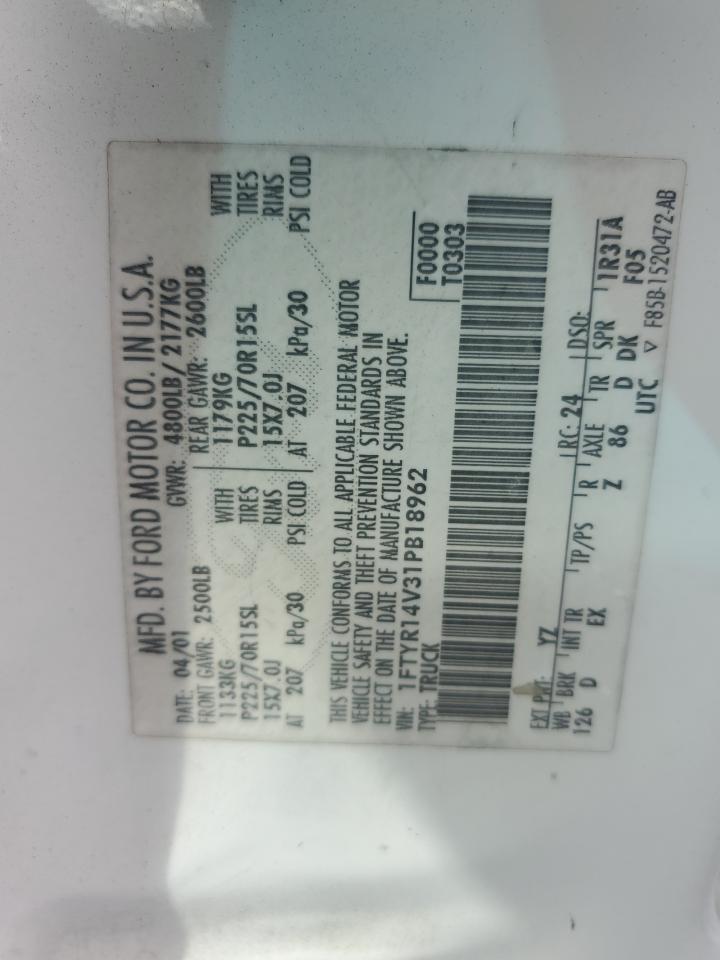 MFD. BY FORD MOTOR CO. IN U.S.A.
DATE: 04/01 GVWR: 4800LB/ 2177KG
FRONT GAWR: 2500LB REAR GAWR: 2600LB
1133KG WITH 1179KG WITH
P225/70R15SL TIRES P225/70R15SL TIRES
15X7.0J RIMS 15X7.0J RIMS
AT 207 kPa/30 PSI COLD AT 207 kPa/30 PSI COLD
THIS VEHICLE CONFORMS TO ALL APPLICABLE FEDERAL MOTOR
VEHICLE SAFETY AND THEFT PREVENTION STANDARDS IN
EFFECT ON THE DATE OF MANUFACTURE SHOWN ABOVE.
VIN: 1FTYR14V31PB18962 F0000
TYPE: TRUCK T0303
EXT PNT: YZ RC: 24 DSO:
WB BRK INT TR TP/PS R AXLE TR SPR 1R31A
126 D EX Z 86 D DK F05
UTC ▽ F85B-1520472-AB